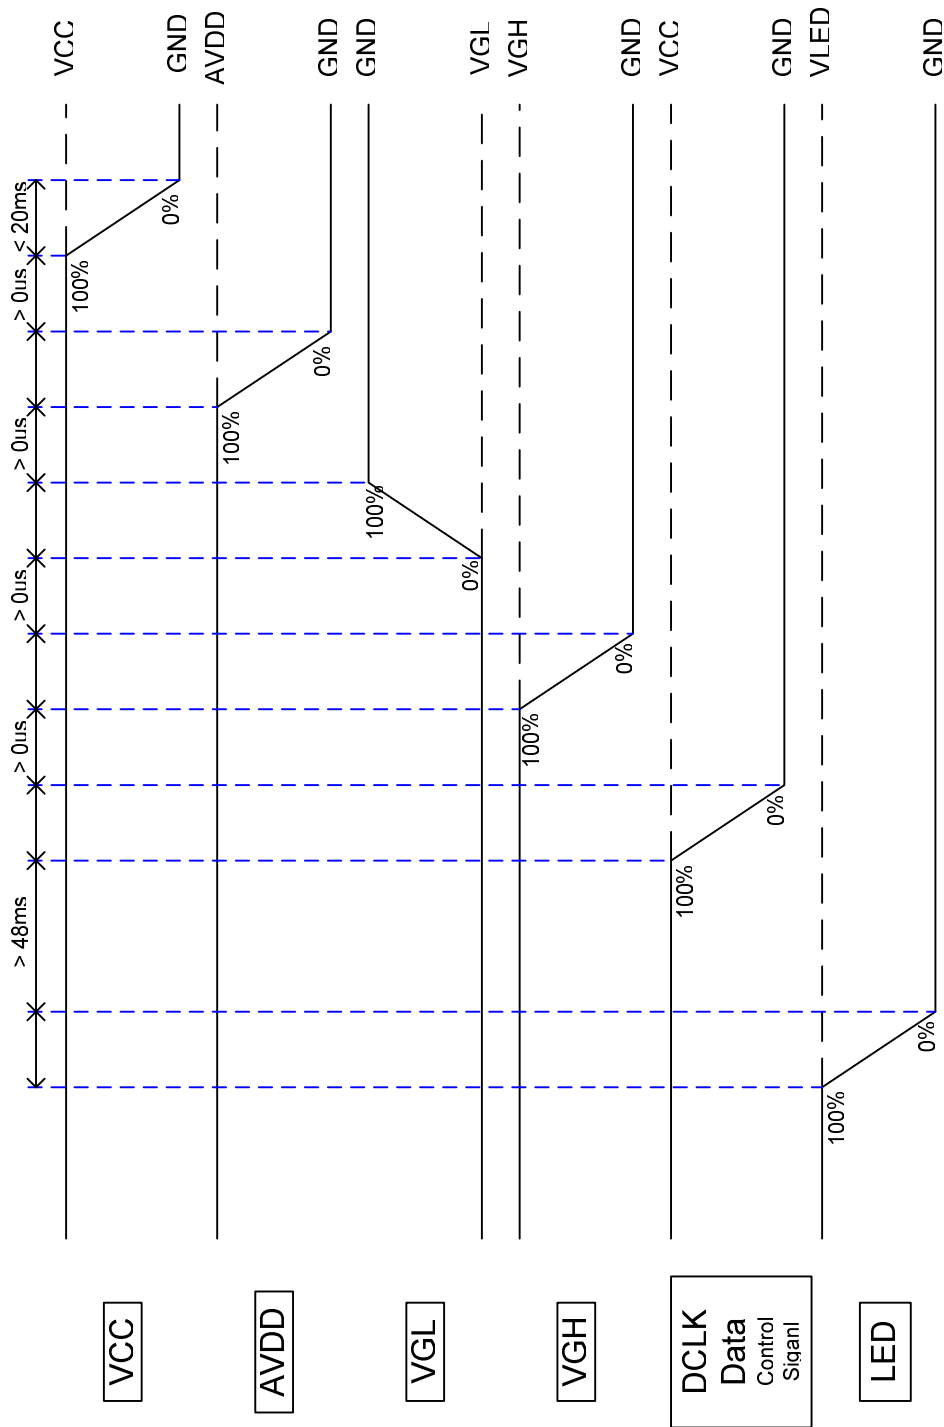 > 48ms
> 0us
> 0us
> 0us
> 0us
< 20ms
VCC
100%
0%
VCC
GND
AVDD
100%
0%
AVDD
GND
VGL
0%
100%
GND
VGL
VGH
100%
0%
VGH
GND
DCLK
Data
Control
Siganl
100%
0%
VCC
GND
LED
100%
0%
VLED
GND